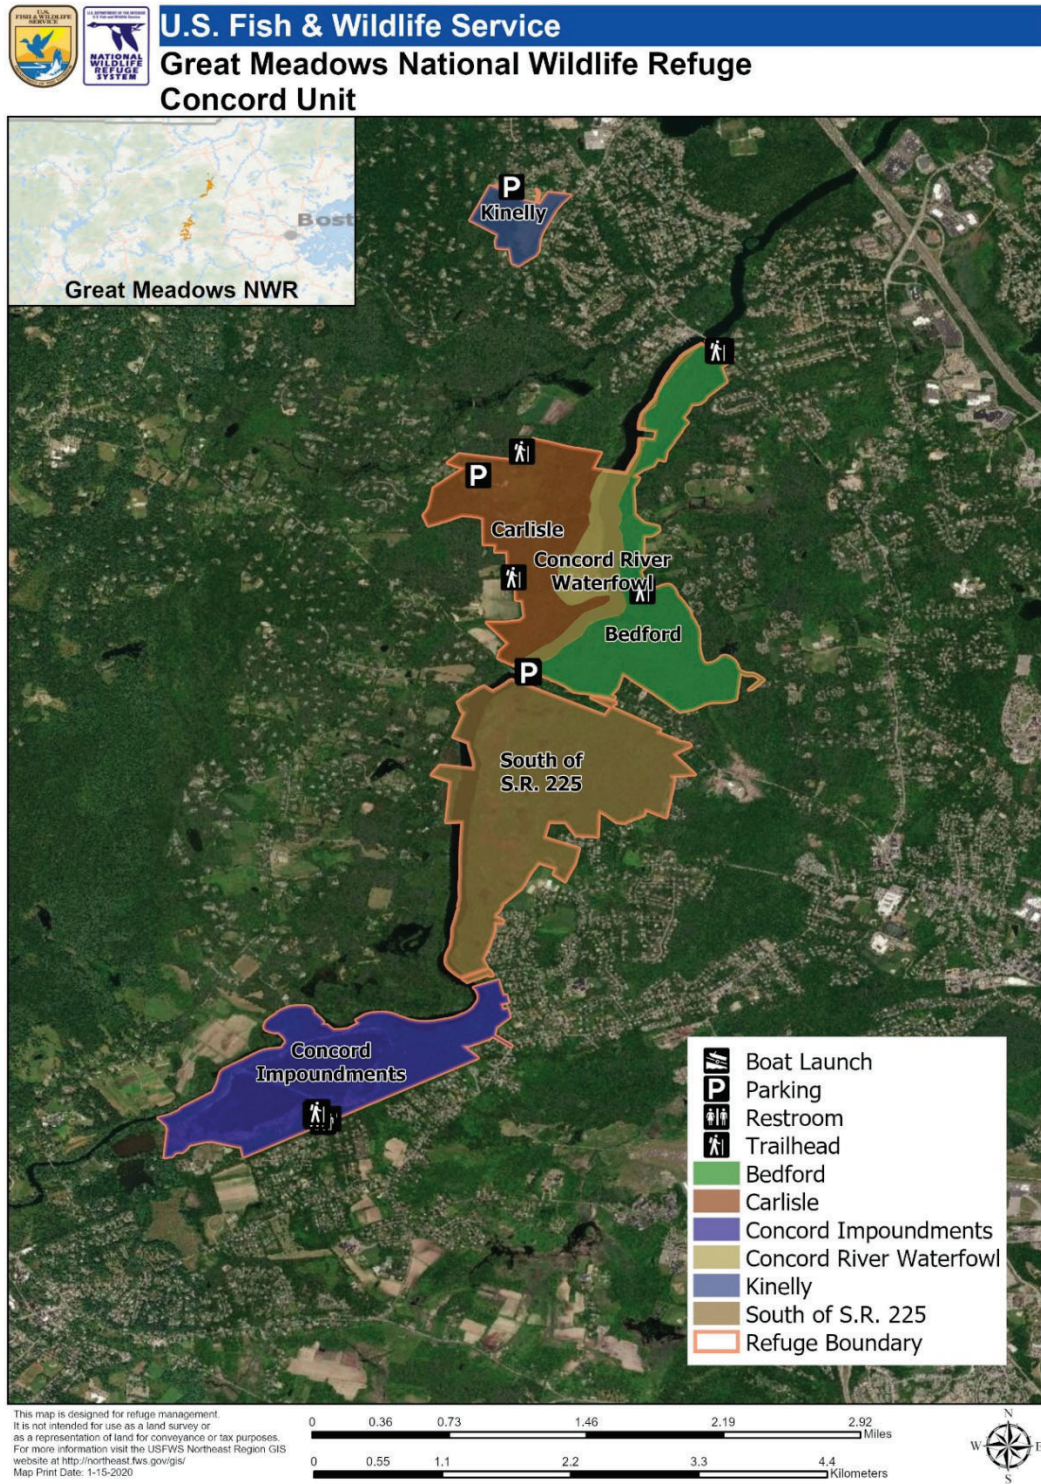 U.S.
FISH & WILDLIFE
SERVICE
NATIONAL
WILDLIFE
REFUGE
SYSTEM
U.S. Fish & Wildlife Service
Great Meadows National Wildlife Refuge
Concord Unit
Bost
Great Meadows NWR
P
Kinelly
P
Carlisle
Concord River
Waterfowl
Bedford
P
South of
S.R. 225
Concord
Impoundments
Boat Launch
P Parking
Restroom
Trailhead
Bedford
Carlisle
Concord Impoundments
Concord River Waterfowl
Kinelly
South of S.R. 225
Refuge Boundary
This map is designed for refuge management.
It is not intended for use as a land survey or
as a representation of land for conveyance or tax purposes.
For more information visit the USFWS Northeast Region GIS
website at http://northeast.fws.gov/gis/
Map Print Date: 1-15-2020
0 0.36 0.73 1.46 2.19 2.92
Miles
0 0.55 1.1 2.2 3.3 4.4
Kilometers
N
W E
S